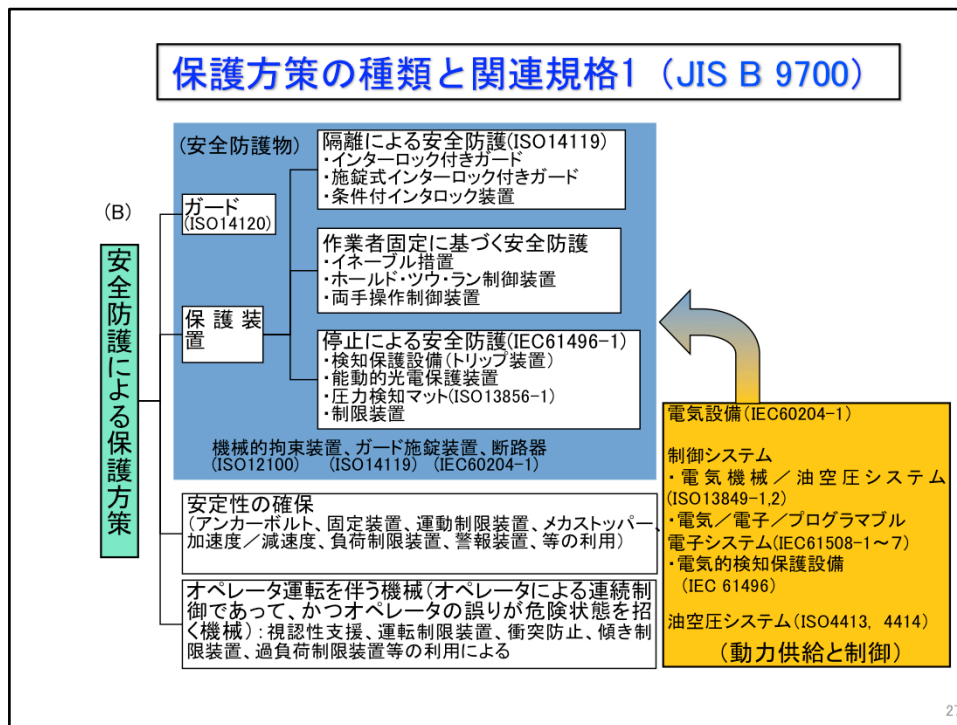 保護方策の種類と関連規格1（JIS B 9700）
(B)
安全防護による保護方策
(安全防護物)
ガード
(ISO14120)
保護装
置
隔離による安全防護(ISO14119)
・インターロック付きガード
・施錠式インターロック付きガード
・条件付インタロック装置
作業者固定に基づく安全防護
・イネーブル措置
・ホールド・ツウ・ラン制御装置
・両手操作制御装置
停止による安全防護(IEC61496-1)
・検知保護設備(トリップ装置)
・能動的光電保護装置
・圧力検知マット(ISO13856-1)
・制限装置
機械的拘束装置、ガード施錠装置、断路器
(ISO12100) (ISO14119) (IEC60204-1)
安定性の確保
(アンカーボルト、固定装置、運動制限装置、メカストッパー、
加速度／減速度、負荷制限装置、警報装置、等の利用)
オペレータ運転を伴う機械(オペレータによる連続制
御であって、かつオペレータの誤りが危険状態を招
く機械)：視認性支援、運転制限装置、衝突防止、傾き制
限装置、過負荷制限装置等の利用による
電気設備(IEC60204-1)
制御システム
・電気機械／油空圧システム
(ISO13849-1,2)
・電気／電子／プログラマブル
電子システム(IEC61508-1～7)
・電気的検知保護設備
(IEC 61496)
油空圧システム(ISO4413, 4414)
(動力供給と制御)